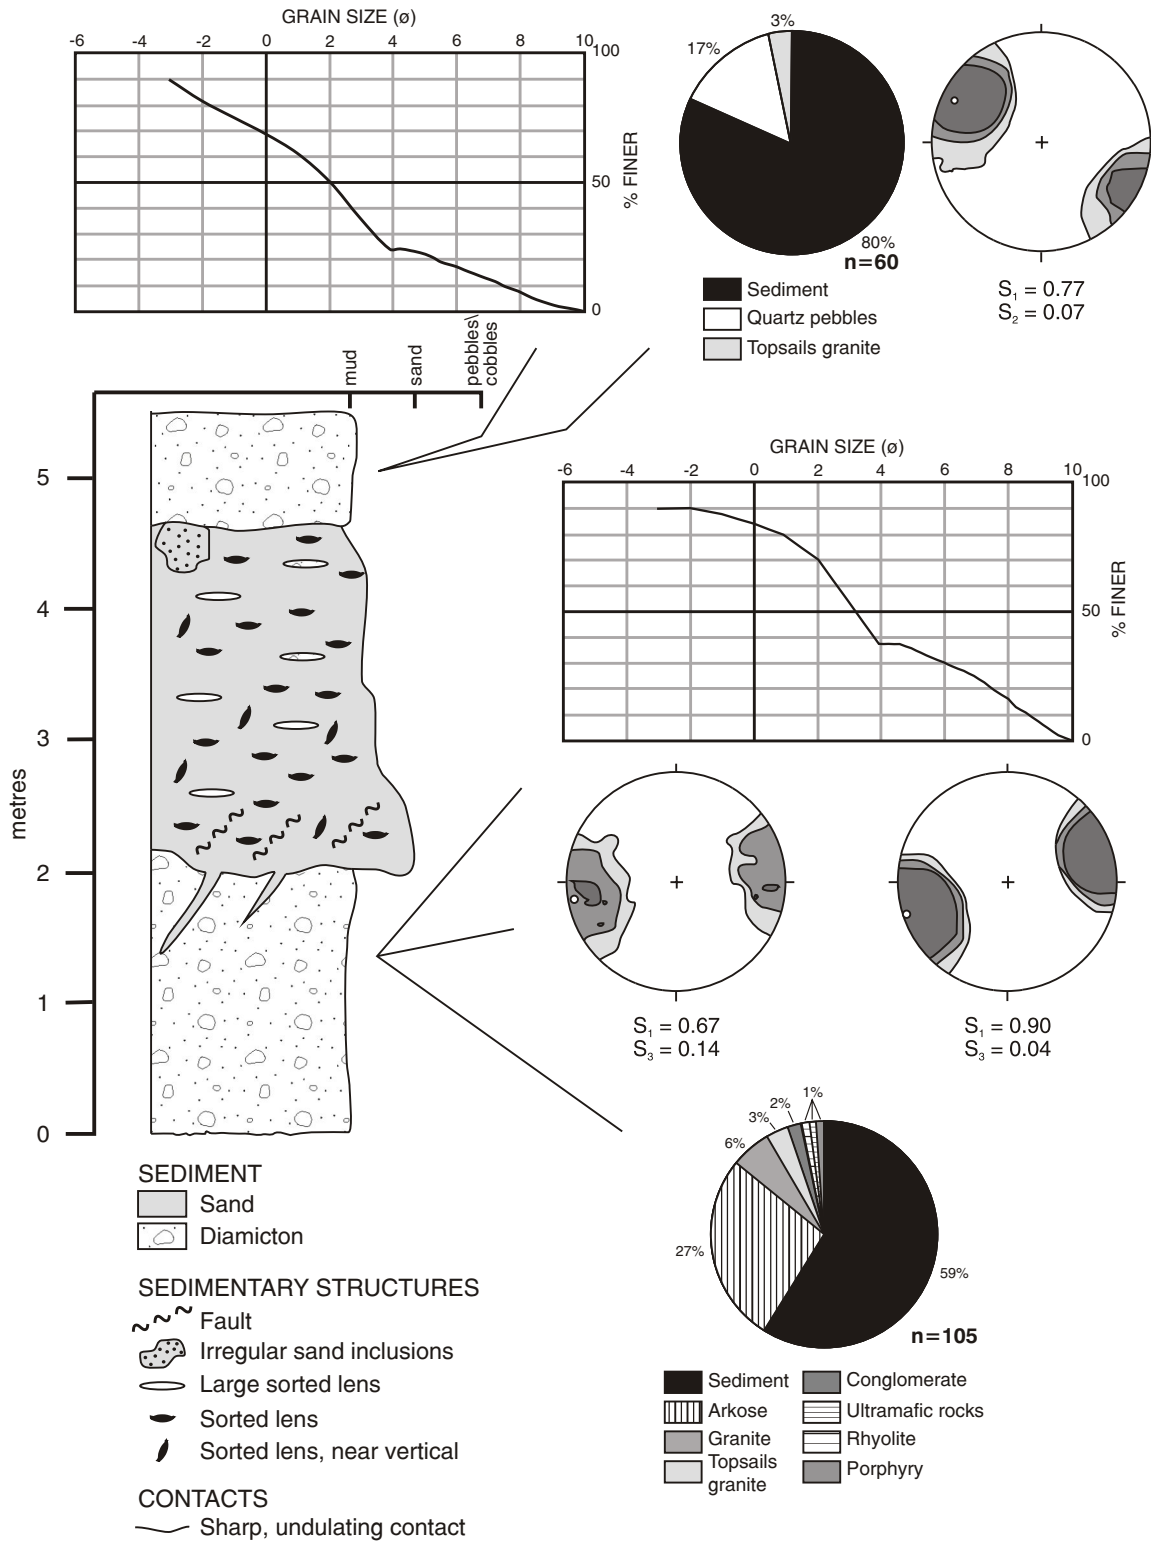 GRAIN SIZE (ø)
-6 -4 -2 0 2 4 6 8 10
100
50
0
% FINER
3%
17%
80%
n=60
Sediment
Quartz pebbles
Topsails granite
S₁ = 0.77
S₂ = 0.07
mud
sand
pebbles\
cobbles
5
4
3
2
1
0
metres
GRAIN SIZE (ø)
-6 -4 -2 0 2 4 6 8 10
100
50
0
% FINER
S₁ = 0.67
S₃ = 0.14
S₁ = 0.90
S₃ = 0.04
1%
2%
3%
6%
27%
59%
n=105
Sediment
Arkose
Granite
Topsails
granite
Conglomerate
Ultramafic rocks
Rhyolite
Porphyry
SEDIMENT
Sand
Diamicton
SEDIMENTARY STRUCTURES
Fault
Irregular sand inclusions
Large sorted lens
Sorted lens
Sorted lens, near vertical
CONTACTS
Sharp, undulating contact